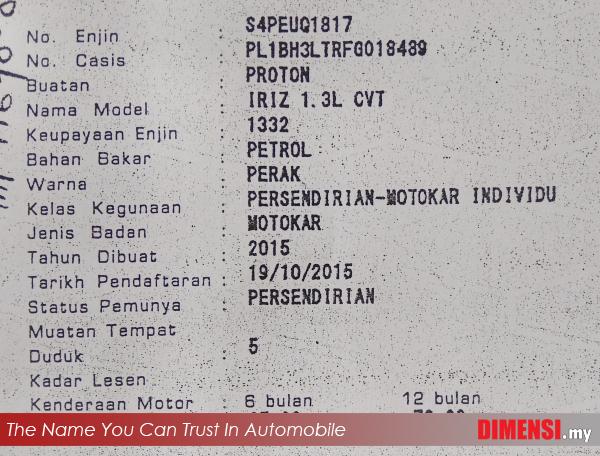 No. Enjin : S4PEUQ1817
No. Casis : PL1BH3LTRFG018489
Buatan : PROTON
Nama Model : IRIZ 1.3L CVT
Keupayaan Enjin : 1332
Bahan Bakar : PETROL
Warna : PERAK
Kelas Kegunaan : PERSENDIRIAN-MOTOKAR INDIVIDU
Jenis Badan : MOTOKAR
Tahun Dibuat : 2015
Tarikh Pendaftaran : 19/10/2015
Status Pemunya : PERSENDIRIAN
Muatan Tempat
Duduk : 5
Kadar Lesen
Kenderaan Motor : 6 bulan 12 bulan
The Name You Can Trust In Automobile DIMENSI.my